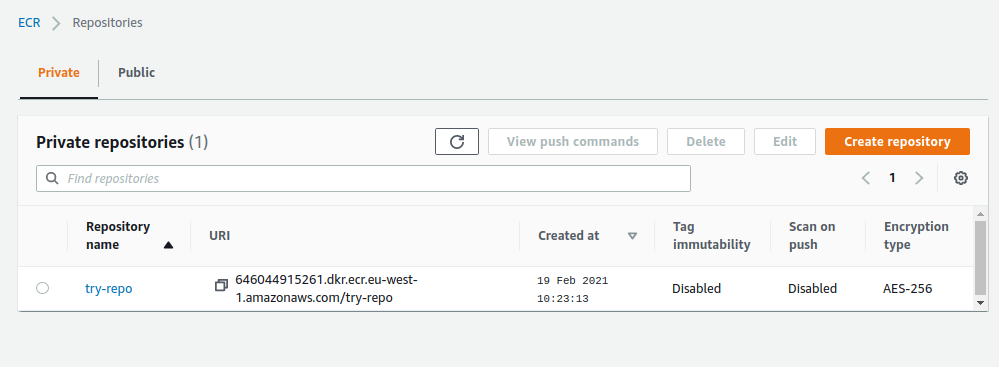 ECR > Repositories
Private Public
Private repositories (1) View push commands Delete Edit Create repository
Find repositories 1
Repository name URI Created at Tag immutability Scan on push Encryption type
try-repo 646044915261.dkr.ecr.eu-west-
1.amazonaws.com/try-repo 19 Feb 2021
10:23:13 Disabled Disabled AES-256